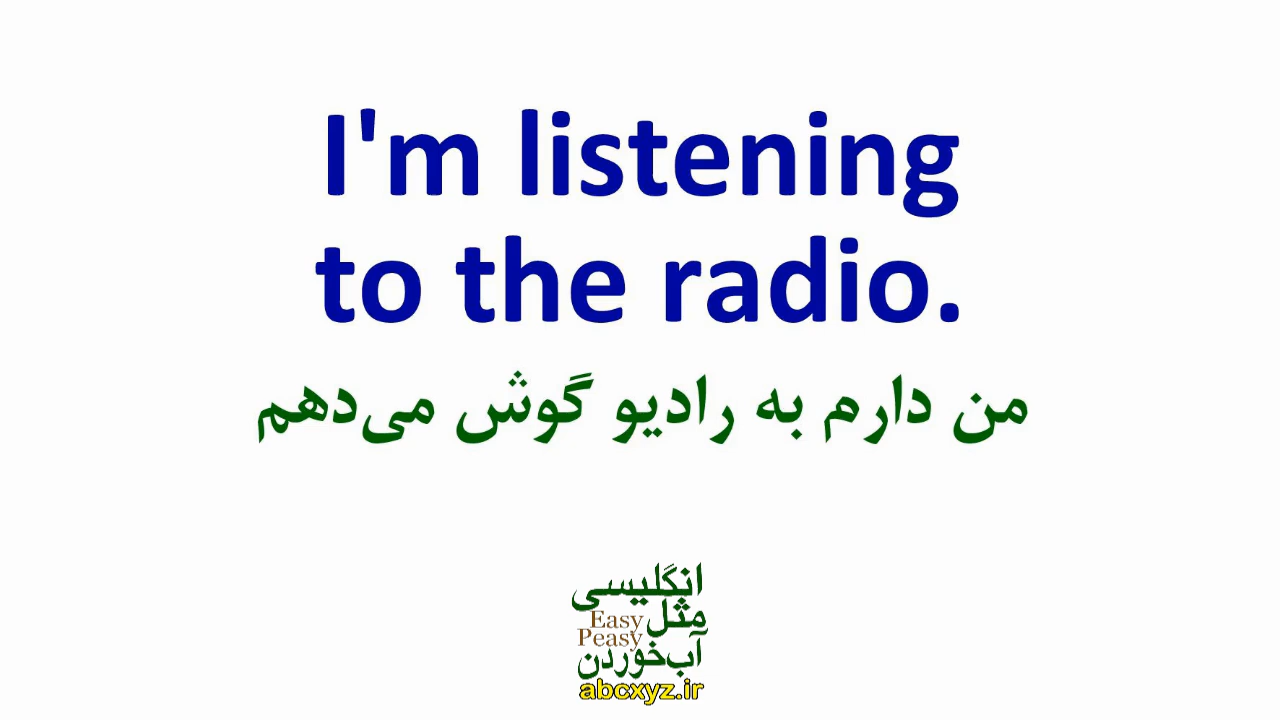 I'm listening
to the radio.
من دارم به رادیو گوش می‌دهم
انگلیسی
مثل Easy
Peasy
آب‌خوردن
abcxyz.ir